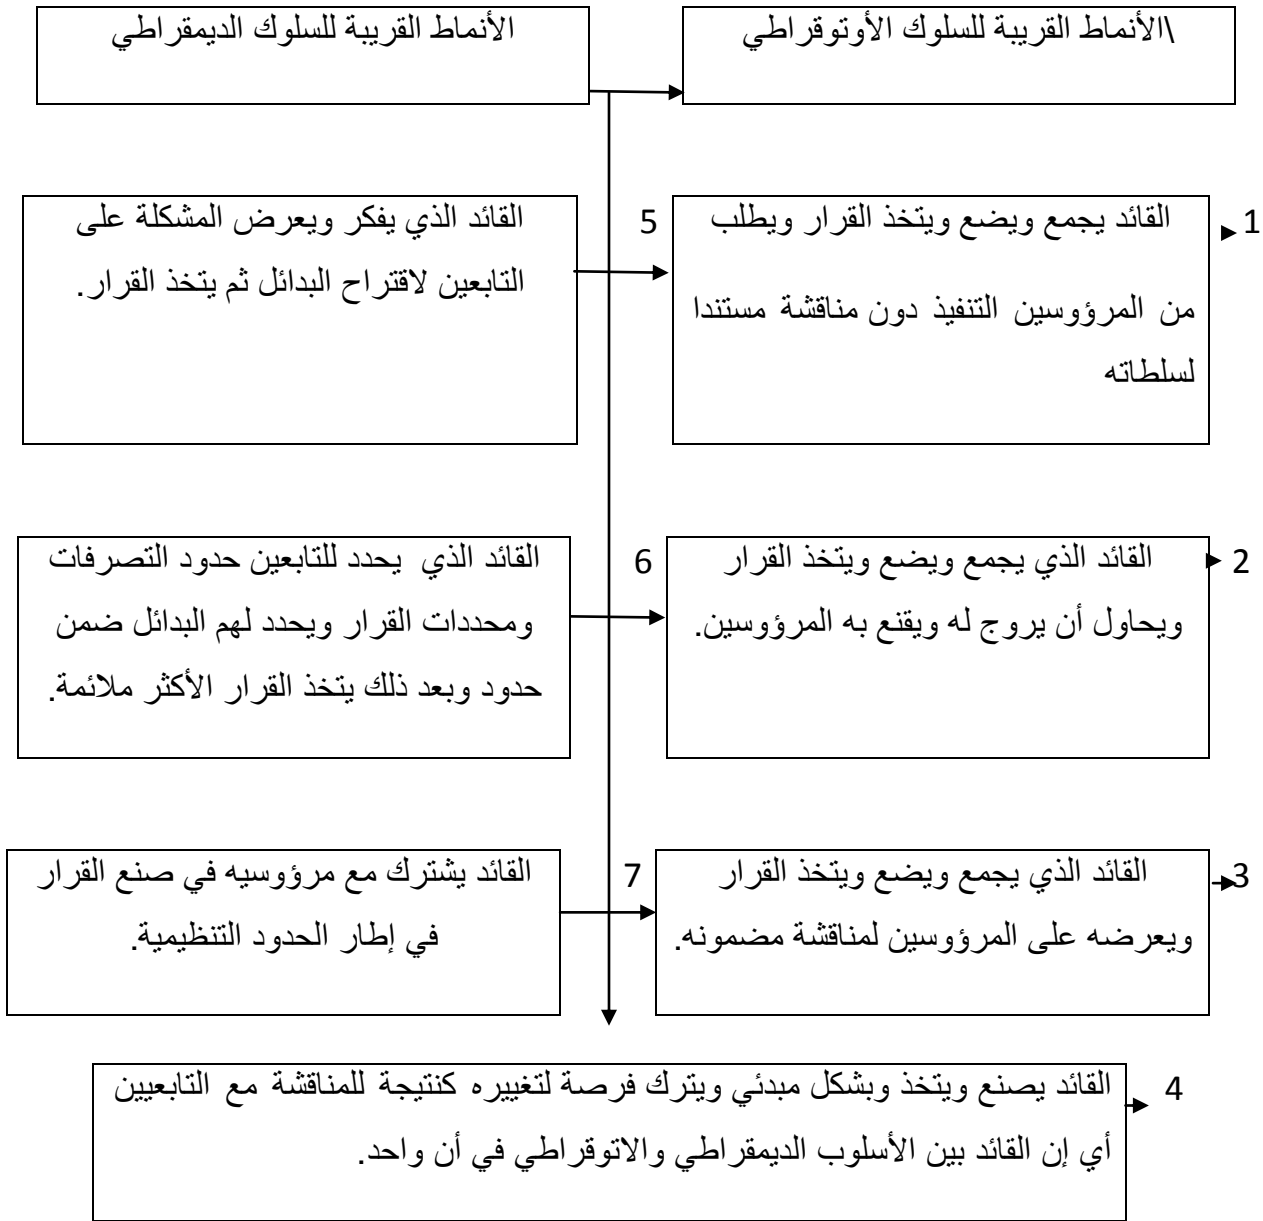 \الأنماط القريبة للسلوك الأوتوقراطي
الأنماط القريبة للسلوك الديمقراطي
1
القائد يجمع ويضع ويتخذ القرار ويطلب
من المرؤوسين التنفيذ دون مناقشة مستندا
لسلطاته
5
القائد الذي يفكر ويعرض المشكلة على
التابعين لاقتراح البدائل ثم يتخذ القرار.
2
القائد الذي يجمع ويضع ويتخذ القرار
ويحاول أن يروج له ويقنع به المرؤوسين.
6
القائد الذي يحدد للتابعين حدود التصرفات
ومحددات القرار ويحدد لهم البدائل ضمن
حدود وبعد ذلك يتخذ القرار الأكثر ملائمة.
3
القائد الذي يجمع ويضع ويتخذ القرار
ويعرضه على المرؤوسين لمناقشة مضمونه.
7
القائد يشترك مع مرؤوسيه في صنع القرار
في إطار الحدود التنظيمية.
4
القائد يصنع ويتخذ وبشكل مبدئي ويترك فرصة لتغييره كنتيجة للمناقشة مع التابعيين
أي إن القائد بين الأسلوب الديمقراطي والاتوقراطي في أن واحد.